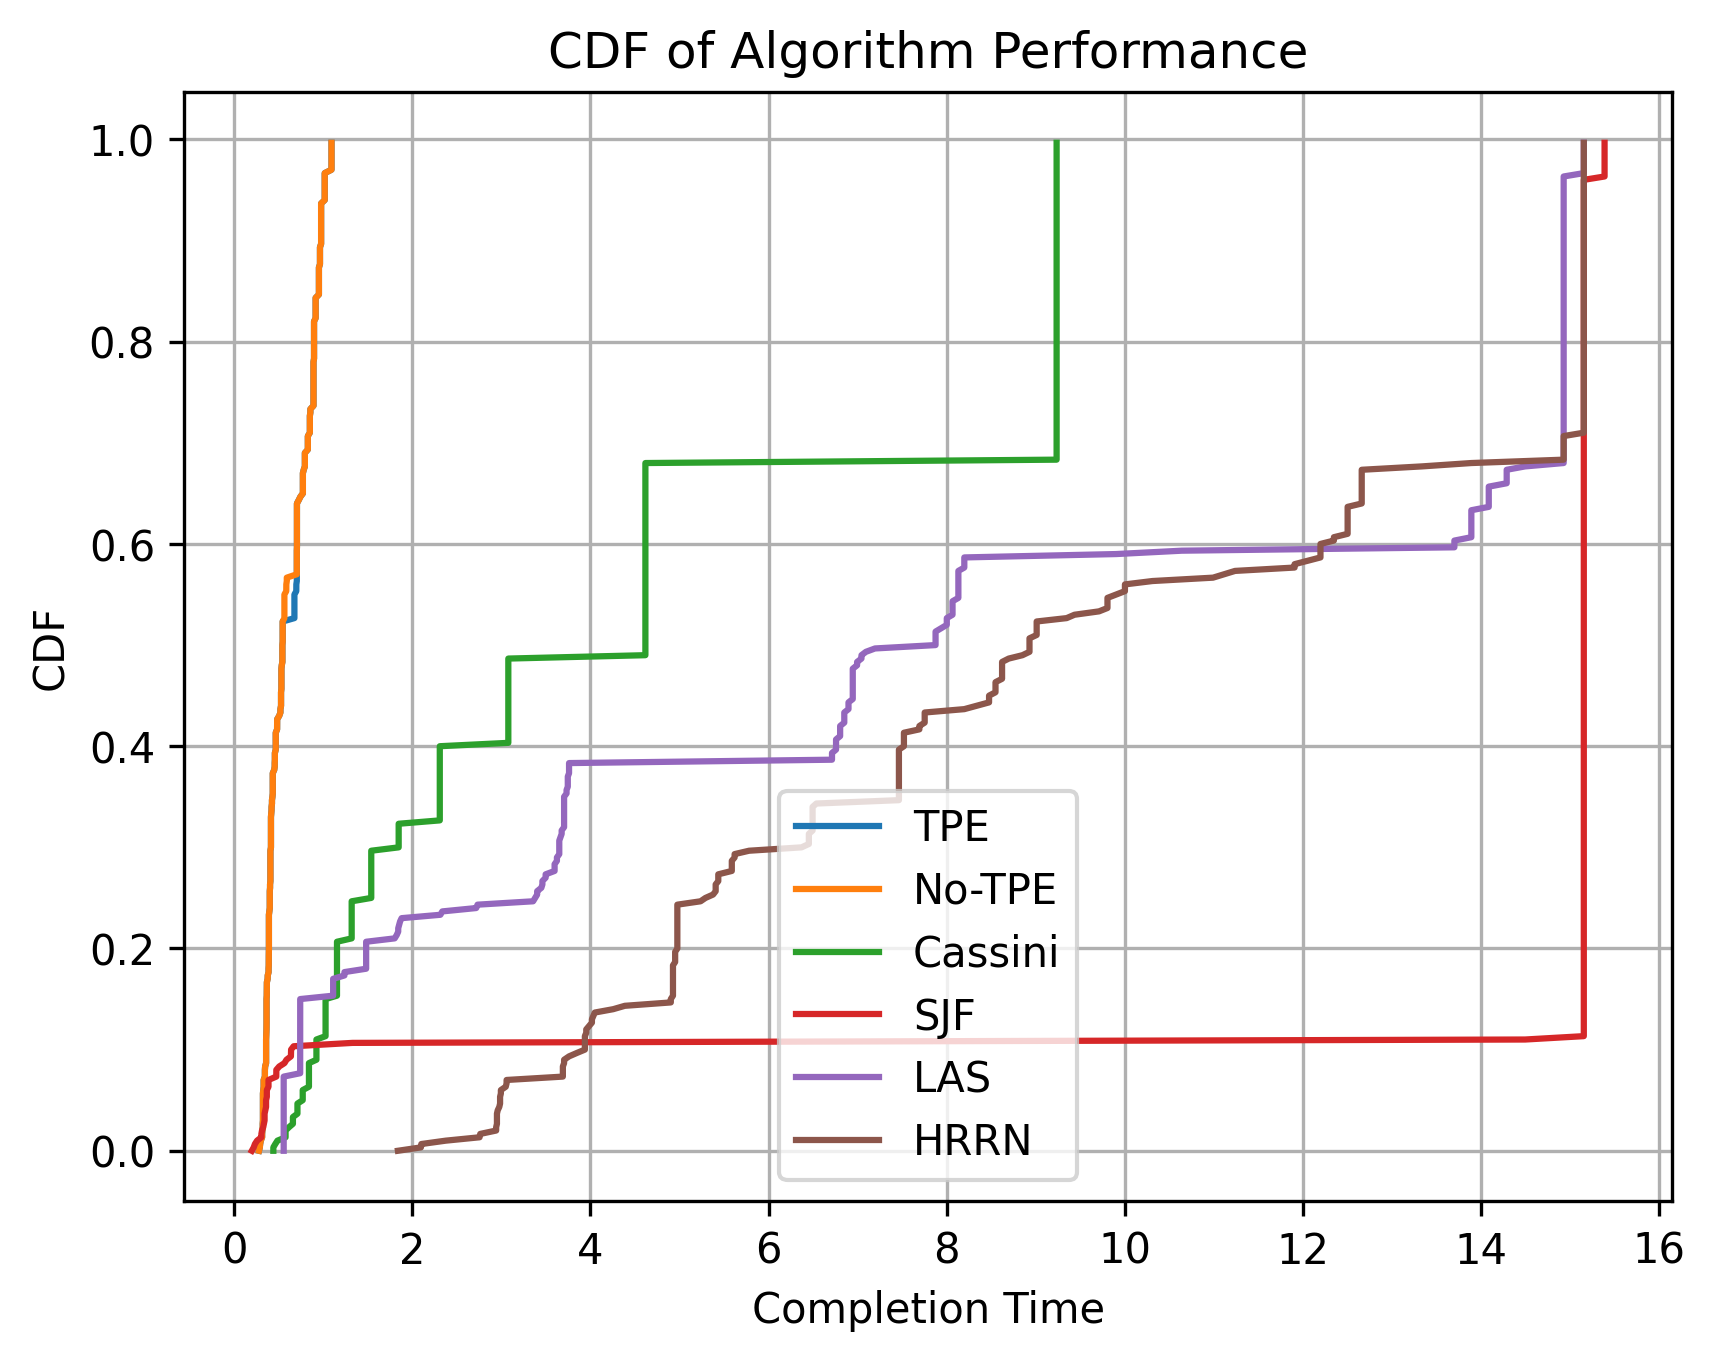 CDF of Algorithm Performance
CDF
1.0
0.8
0.6
0.4
0.2
0.0
TPE
No-TPE
Cassini
SJF
LAS
HRRN
0 2 4 6 8 10 12 14 16
Completion Time